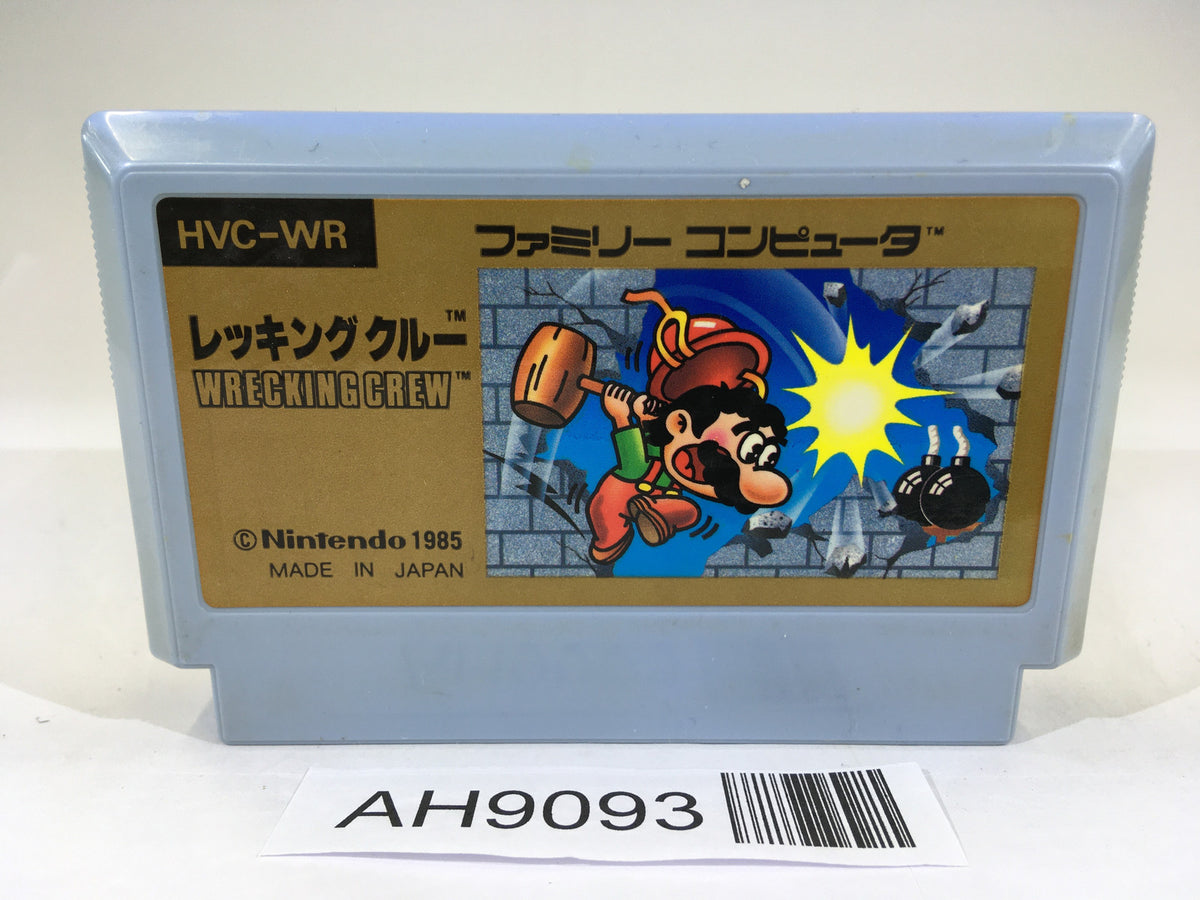 HVC-WR
ファミリー コンピュータ™
レッキングクルー™
WRECKING CREW™
©Nintendo 1985
MADE IN JAPAN
AH9093